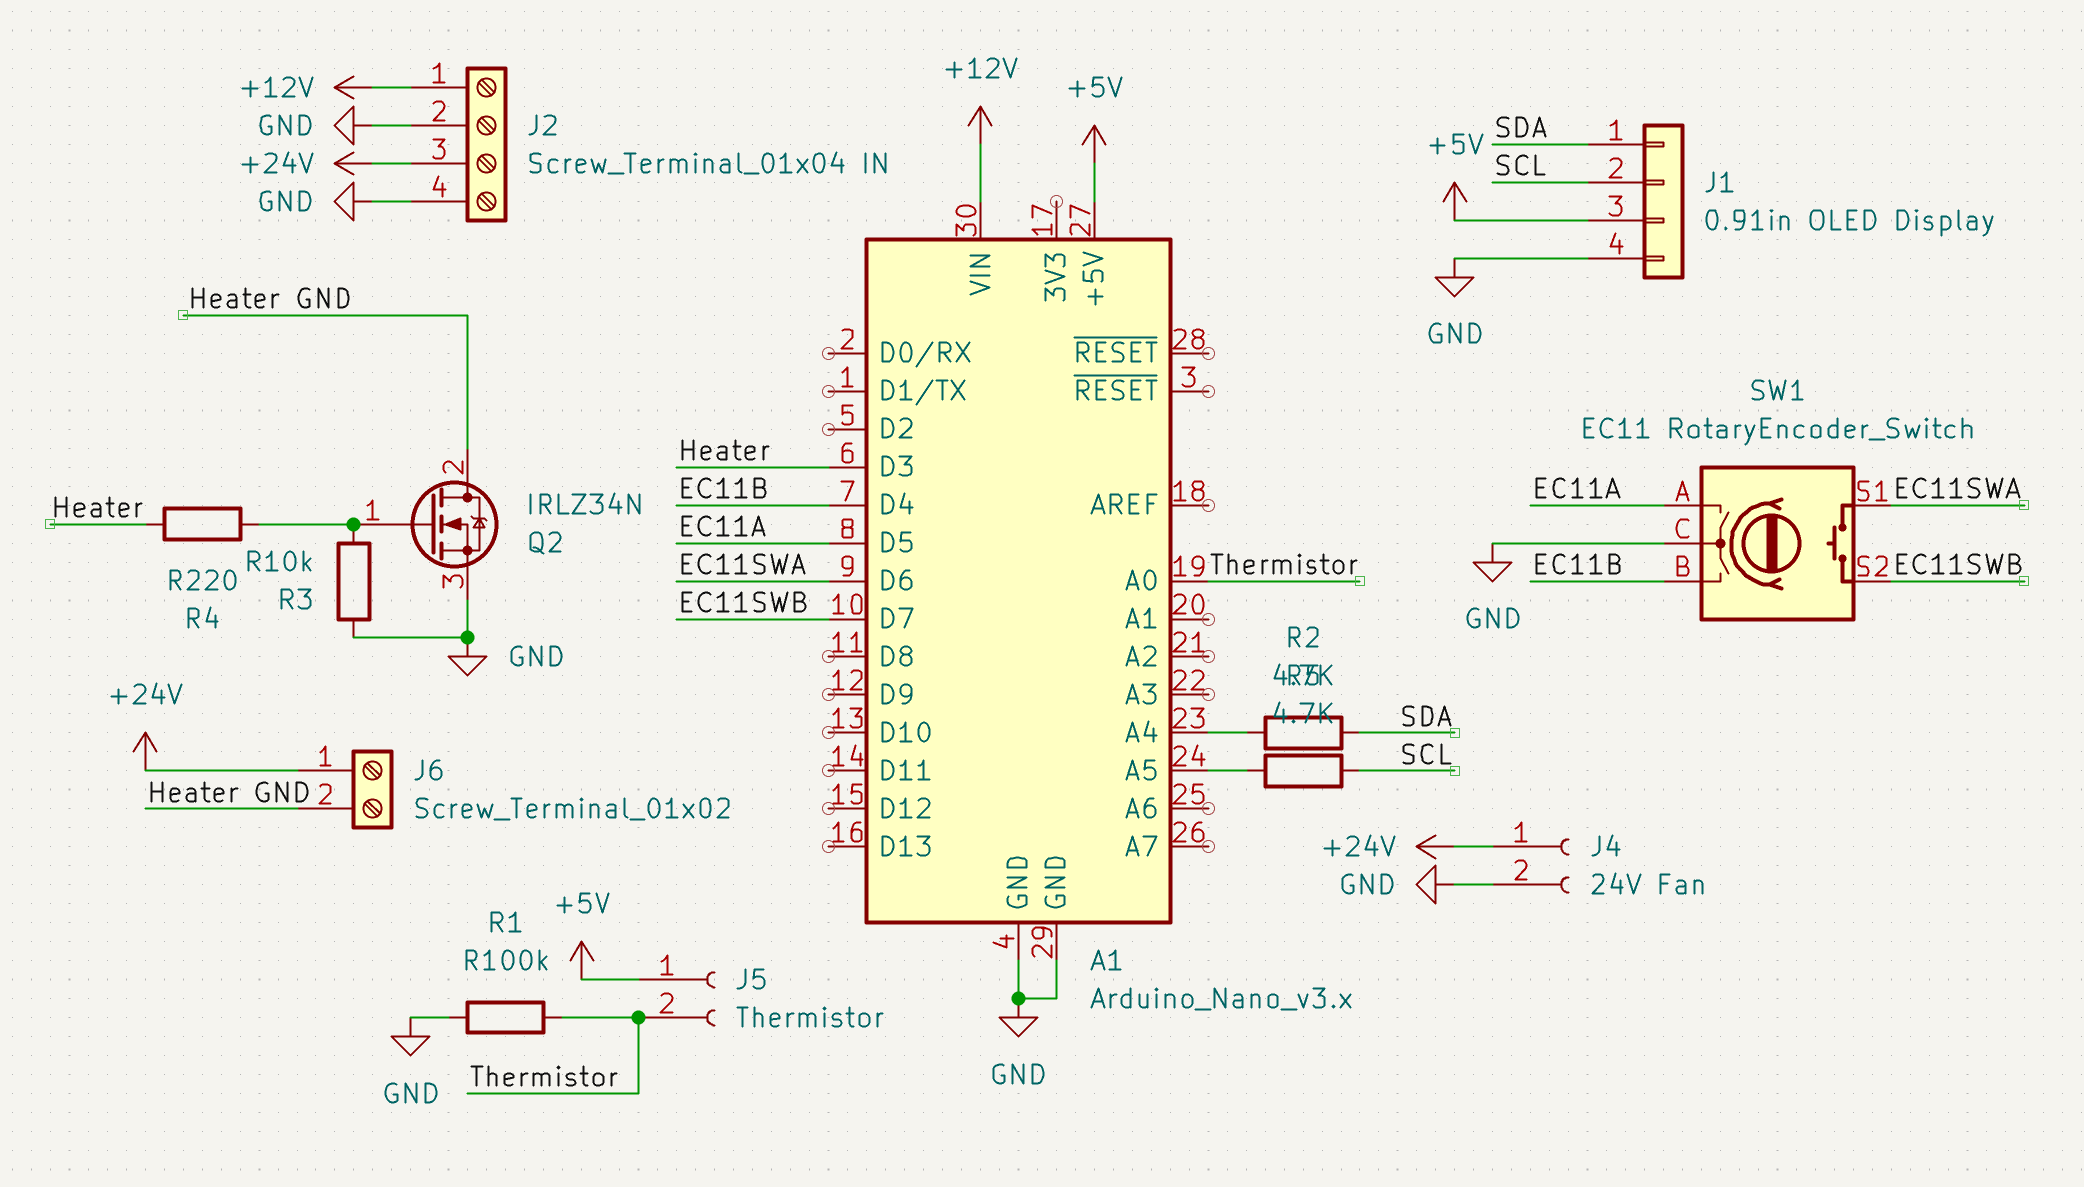 +12V 1
GND 2
+24V 3
GND 4
J2
Screw_Terminal_01x04 IN
+12V
+5V
SDA 1
+5V
SCL 2
3
4
J1
0.91in OLED Display
GND
Heater GND
2
Heater
1
IRLZ34N
Q2
3
R10k
R3
R220
R4
GND
+24V
1
Heater GND 2
J6
Screw_Terminal_01x02
R1
R100k
+5V
1
2
J5
Thermistor
GND
Thermistor
30 17 27
VIN 3V3 +5V
2 D0/RX RESET 28
1 D1/TX RESET 3
5 D2
Heater 6 D3
EC11B 7 D4 AREF 18
EC11A 8 D5
EC11SWA 9 D6 A0 19 Thermistor
EC11SWB 10 D7 A1 20
11 D8 A2 21
12 D9 A3 22
13 D10 A4 23 SDA
14 D11 A5 24 SCL
15 D12 A6 25
16 D13 A7 26
GND GND
4 29
A1
Arduino_Nano_v3.x
GND
R2
4.7K
R5
4.7K
SW1
EC11 RotaryEncoder_Switch
EC11A A S1 EC11SWA
C
EC11B B S2 EC11SWB
GND
+24V 1 J4
GND 2 24V Fan